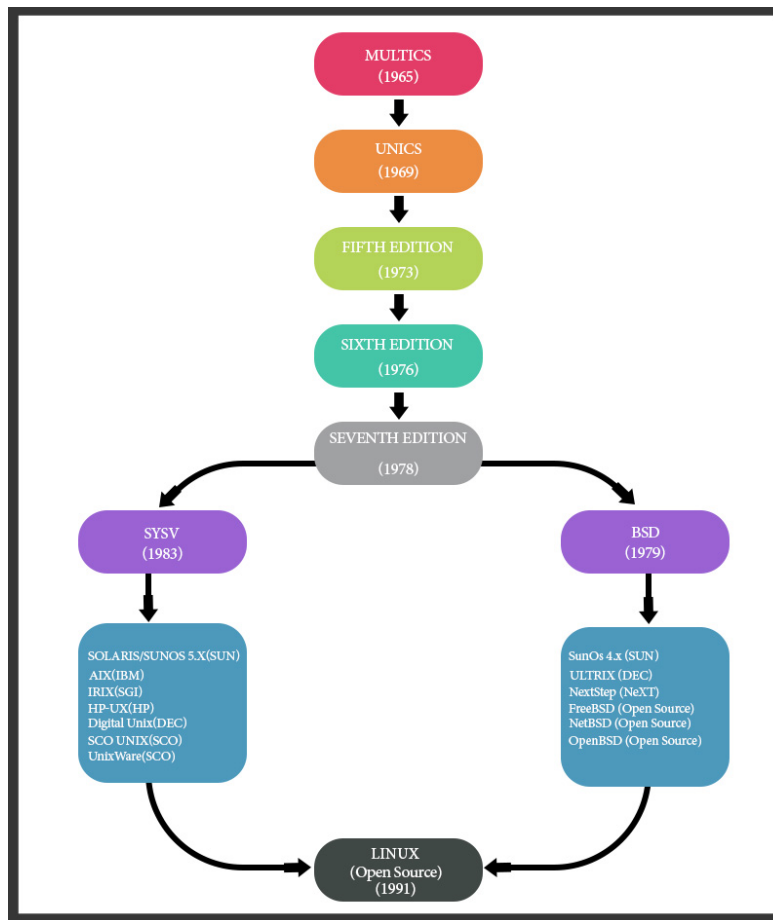 MULTICS
(1965)
UNICS
(1969)
FIFTH EDITION
(1973)
SIXTH EDITION
(1976)
SEVENTH EDITION
(1978)
SYSV
(1983)
BSD
(1979)
SOLARIS/SUNOS 5.X(SUN)
AIX(IBM)
IRIX(SGI)
HP-UX(HP)
Digital Unix(DEC)
SCO UNIX(SCO)
UnixWare(SCO)
SunOs 4.x (SUN)
ULTRIX (DEC)
NextStep (NeXT)
FreeBSD (Open Source)
NetBSD (Open Source)
OpenBSD (Open Source)
LINUX
(Open Source)
(1991)